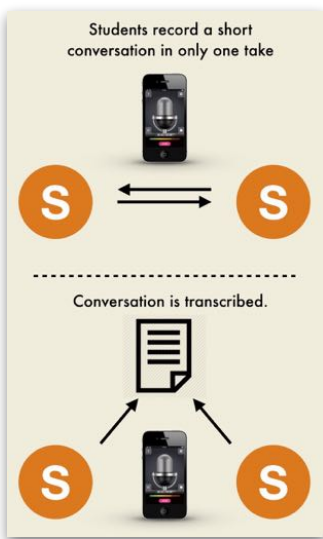 Students record a short
conversation in only one take
S
S
Conversation is transcribed.
S
S